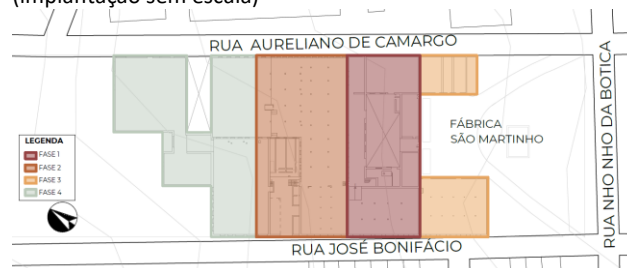 (implantação sem escala)
RUA AURELIANO DE CAMARGO
RUA NHO NHO DA BOTICA
FÁBRICA
SÃO MARTINHO
LEGENDA
FASE 1
FASE 2
FASE 3
FASE 4
RUA JOSÉ BONIFÁCIO